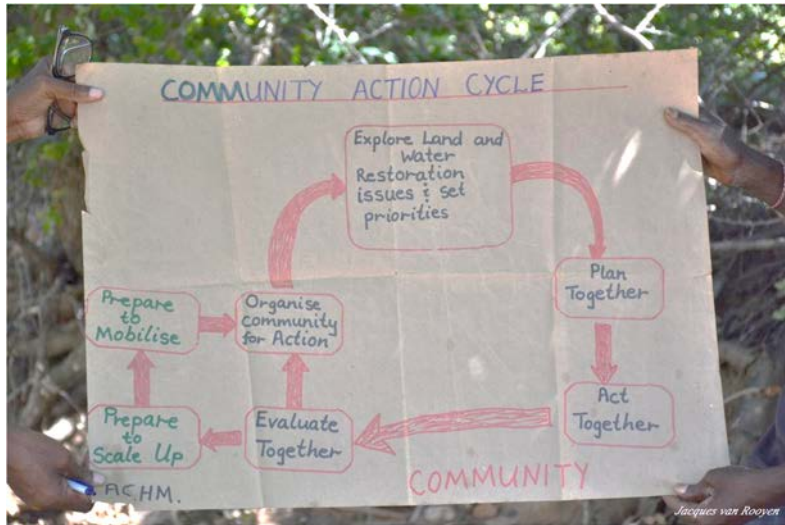 COMMUNITY ACTION CYCLE
Explore Land and
Water
Restoration
issues & set
priorities
Plan
Together
Act
Together
Evaluate
Together
Organise
community
for Action
Prepare
to
Mobilise
Prepare
to
Scale Up
COMMUNITY
ACHM.
Jacques van Rooyen